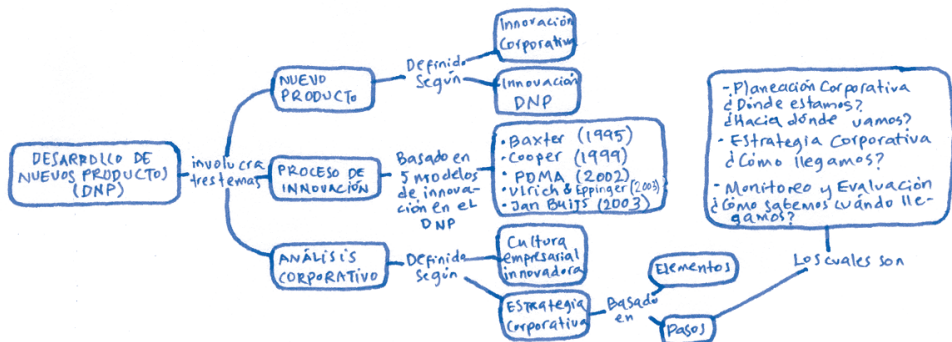 DESARROLLO DE
NUEVOS PRODUCTOS
(DNP)
involucra
tres temas
NUEVO
PRODUCTO
Definido
según
Innovación
Corporativa
Innovación
DNP
PROCESO DE
INNOVACIÓN
Basado en
5 modelos
de innova-
ción en el
DNP
• Baxter (1995)
• Cooper (1999)
• PDMA (2002)
• Ulrich & Eppinger (2003)
• Jan Buijs (2003)
ANÁLISIS
CORPORATIVO
Definido
según
Cultura
empresarial
innovadora
ESTRATEGIA
Corporativa
Basado
en
Elementos
Pasos
Los cuales son
- Planeación Corporativa
¿Dónde estamos?
¿Hacia dónde vamos?
- Estrategia Corporativa
¿Cómo llegamos?
- Monitoreo y Evaluación
¿Cómo sabemos cuándo lle-
gamos?